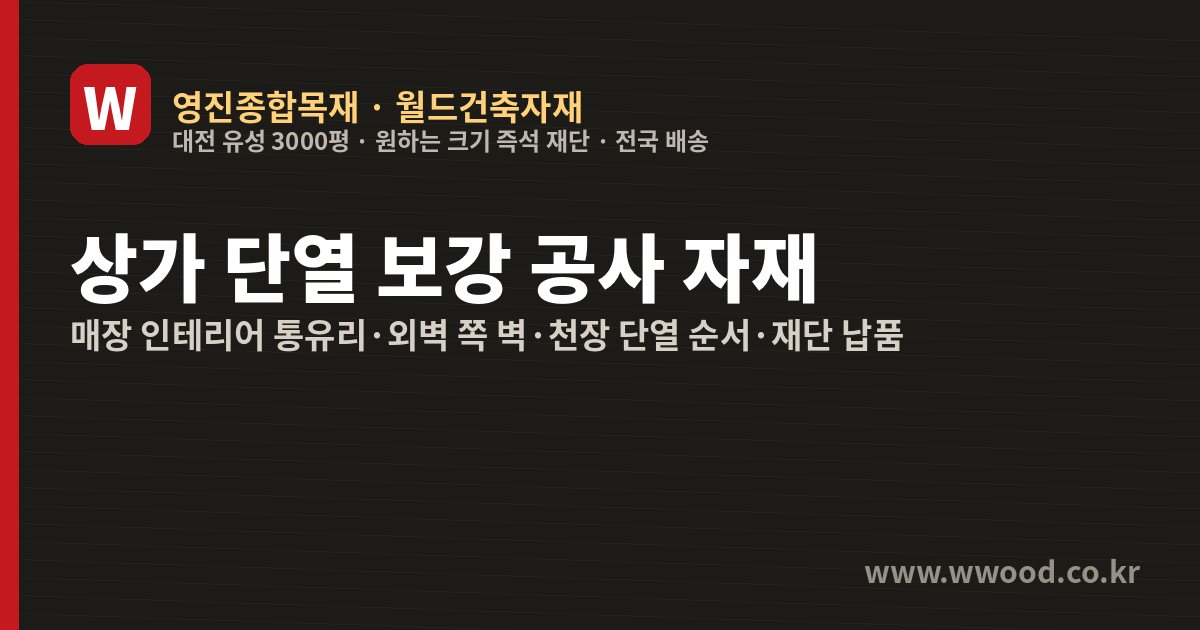 W
영진종합목재 · 월드건축자재
대전 유성 3000평 · 원하는 크기 즉석 재단 · 전국 배송
상가 단열 보강 공사 자재
매장 인테리어 통유리·외벽 쪽 벽·천장 단열 순서·재단 납품
www.wwood.co.kr